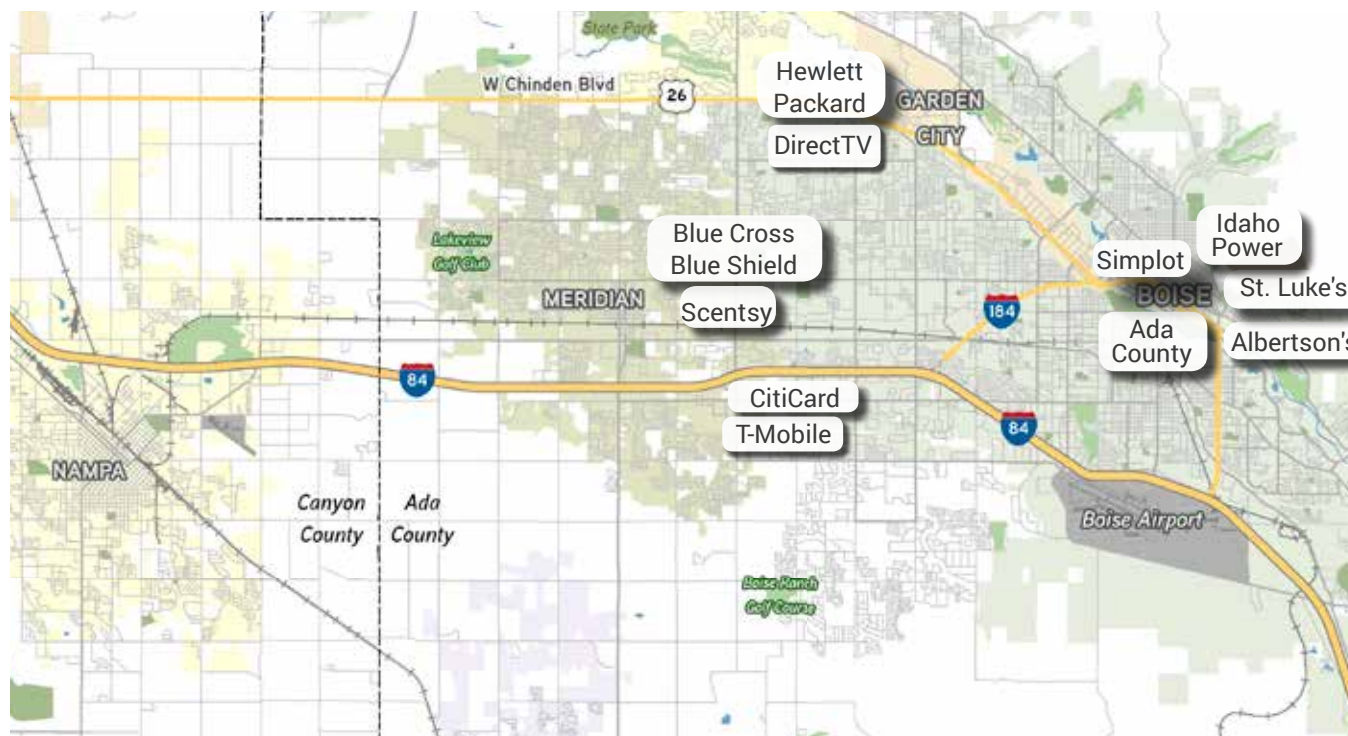 State Park
W Chinden Blvd
26
Hewlett
Packard
GARDEN
CITY
DirectTV
Lakeview
Golf Club
Blue Cross
Blue Shield
Idaho
Power
Simplot
MERIDIAN
Scentsy
184
BOISE
St. Luke's
Ada
County
Albertson's
84
CitiCard
T-Mobile
84
NAMPA
Canyon
County
Ada
County
Boise Airport
Boise Ranch
Golf Course